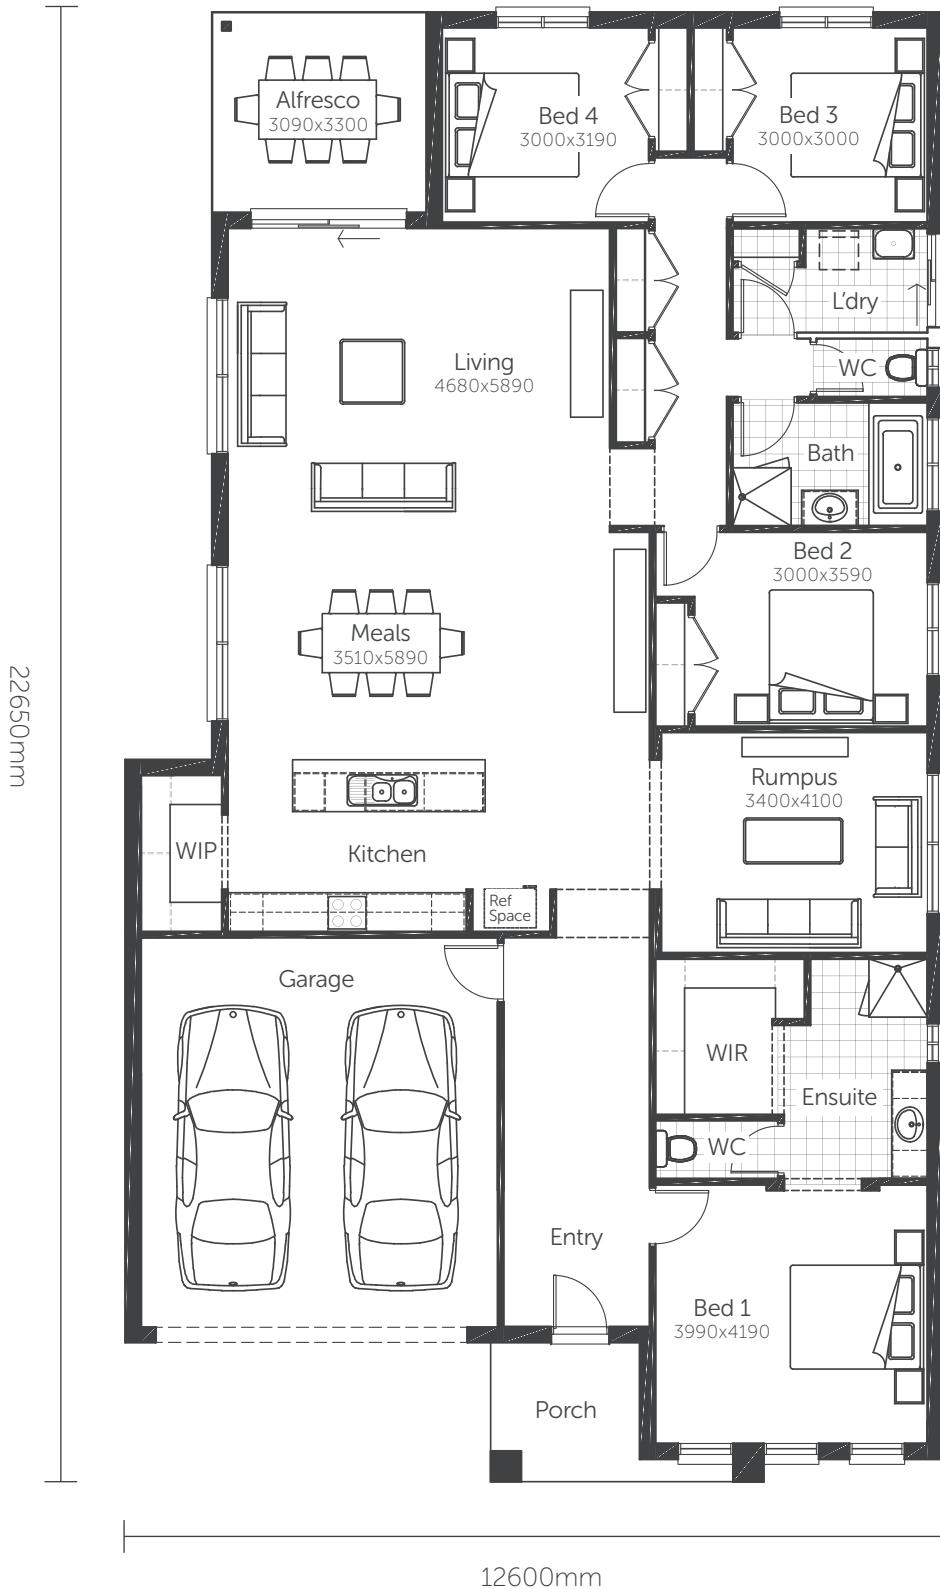 Alfresco
3090x3300
Bed 4
3000x3190
Bed 3
3000x3000
L'dry
WC
Living
4680x5890
Bath
Bed 2
3000x3590
Meals
3510x5890
22650mm
Rumpus
3400x4100
WIP
Kitchen
Ref
Space
Garage
WIR
Ensuite
WC
Entry
Bed 1
3990x4190
Porch
12600mm